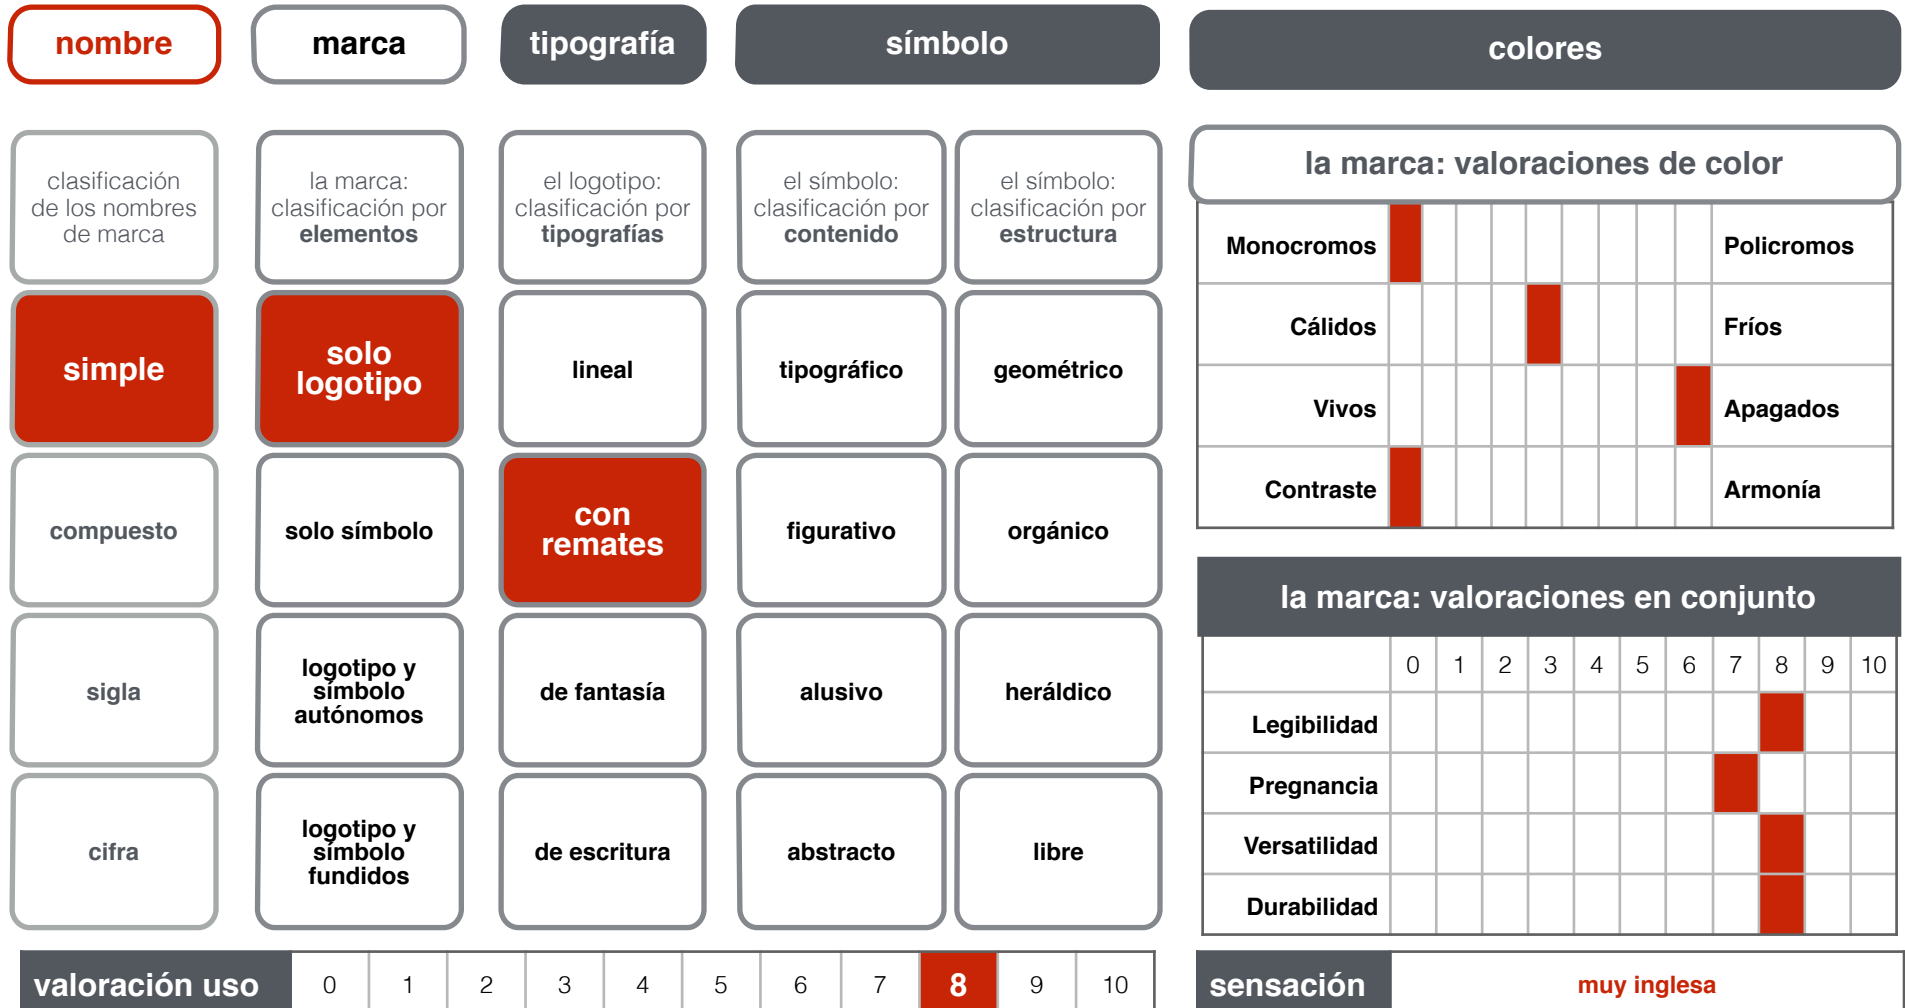 nombre
marca
tipografía
símbolo
colores
clasificación
de los nombres
de marca
la marca:
clasificación por
elementos
el logotipo:
clasificación por
tipografías
el símbolo:
clasificación por
contenido
el símbolo:
clasificación por
estructura
simple
solo
logotipo
lineal
tipográfico
geométrico
compuesto
solo símbolo
con
remates
figurativo
orgánico
sigla
logotipo y
símbolo
autónomos
de fantasía
alusivo
heráldico
cifra
logotipo y
símbolo
fundidos
de escritura
abstracto
libre
valoración uso 0 1 2 3 4 5 6 7 8 9 10
la marca: valoraciones de color
Monocromos Policromos
Cálidos Fríos
Vivos Apagados
Contraste Armonía
la marca: valoraciones en conjunto
0 1 2 3 4 5 6 7 8 9 10
Legibilidad
Pregnancia
Versatilidad
Durabilidad
sensación muy inglesa